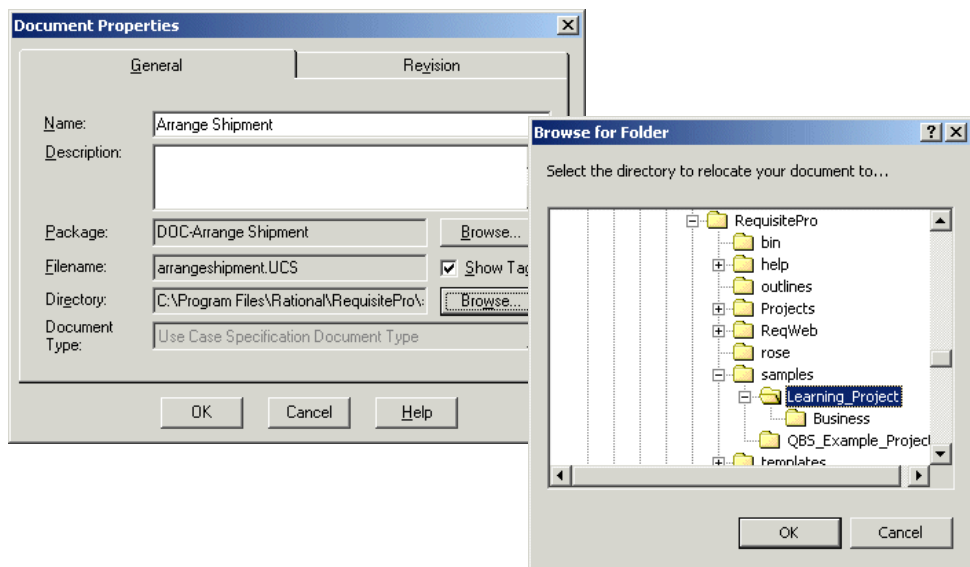 Document Properties
General
Revision
Name:
Arrange Shipment
Description:
Package:
DOC-Arrange Shipment
Browse...
Filename:
arrangeshipment.UCS
Show Tag
Directory:
C:\Program Files\Rational\RequisitePro\
Browse...
Document
Type:
Use Case Specification Document Type
OK
Cancel
Help
Browse for Folder
Select the directory to relocate your document to...
RequisitePro
bin
help
outlines
Projects
ReqWeb
rose
samples
Learning_Project
Business
QBS_Example_Project
templates
OK
Cancel